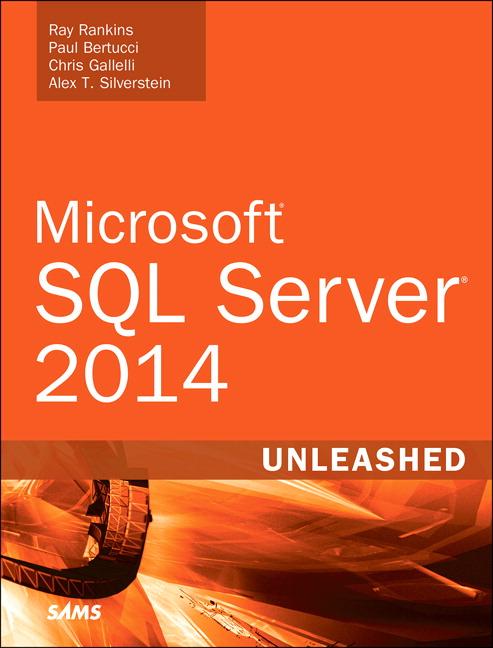 Ray Rankins
Paul Bertucci
Chris Gallelli
Alex T. Silverstein
Microsoft®
SQL Server®
2014
UNLEASHED
SAMS